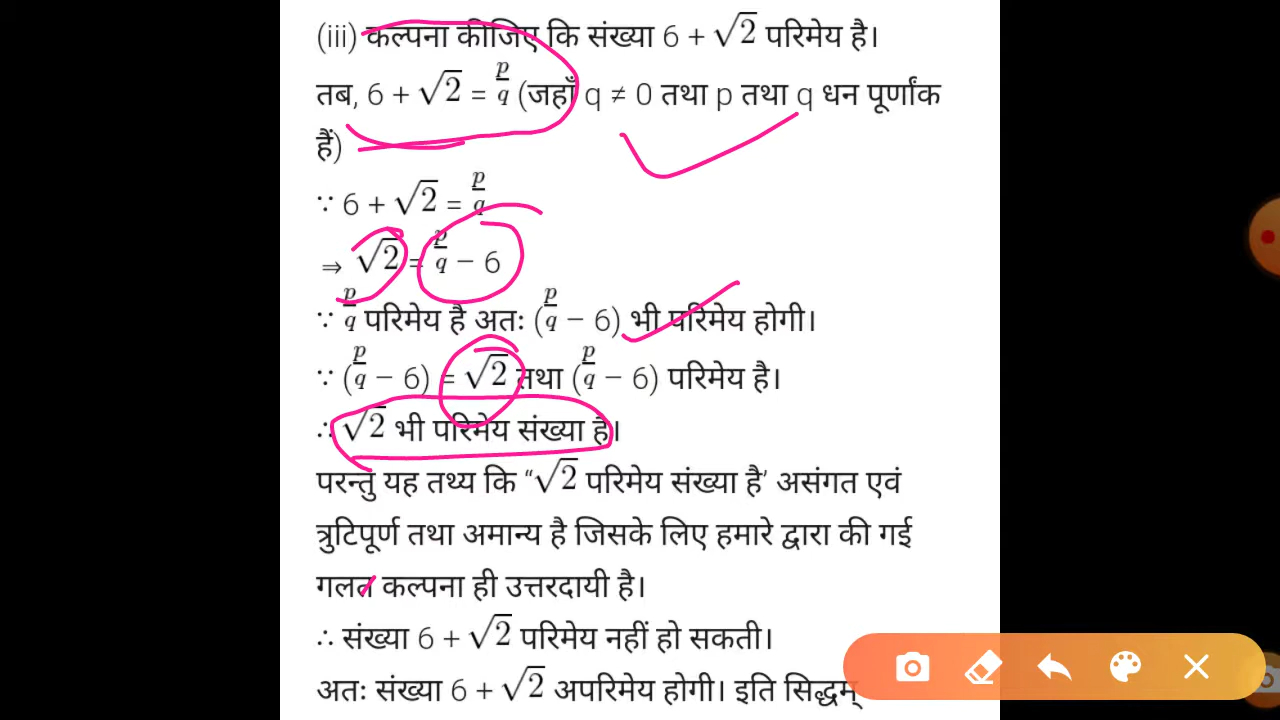 (iii) कल्पना कीजिए कि संख्या 6 + √2 परिमेय है।
तब, 6 + √2 = p/q (जहाँ q ≠ 0 तथा p तथा q धन पूर्णांक
हैं)
∵ 6 + √2 = p/q
⇒ √2 = p/q − 6
∵ p/q परिमेय है अतः (p/q − 6) भी परिमेय होगी।
∵ (p/q − 6) = √2 तथा (p/q − 6) परिमेय है।
∴ √2 भी परिमेय संख्या है।
परन्तु यह तथ्य कि “√2 परिमेय संख्या है’ असंगत एवं
त्रुटिपूर्ण तथा अमान्य है जिसके लिए हमारे द्वारा की गई
गलत कल्पना ही उत्तरदायी है।
∴ संख्या 6 + √2 परिमेय नहीं हो सकती।
अतः संख्या 6 + √2 अपरिमेय होगी। इति सिद्धम्